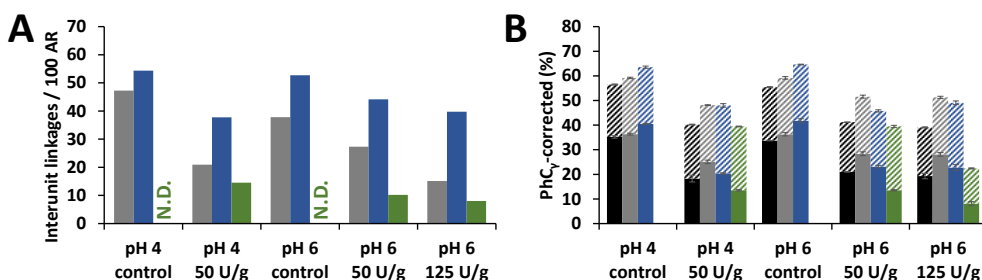 A
Interunit linkages / 100 AR
70
60
50
40
30
20
10
0
N.D.
N.D.
pH 4 control
pH 4 50 U/g
pH 6 control
pH 6 50 U/g
pH 6 125 U/g
B
PhCγ-corrected (%)
80
70
60
50
40
30
20
10
0
pH 4 control
pH 4 50 U/g
pH 6 control
pH 6 50 U/g
pH 6 125 U/g